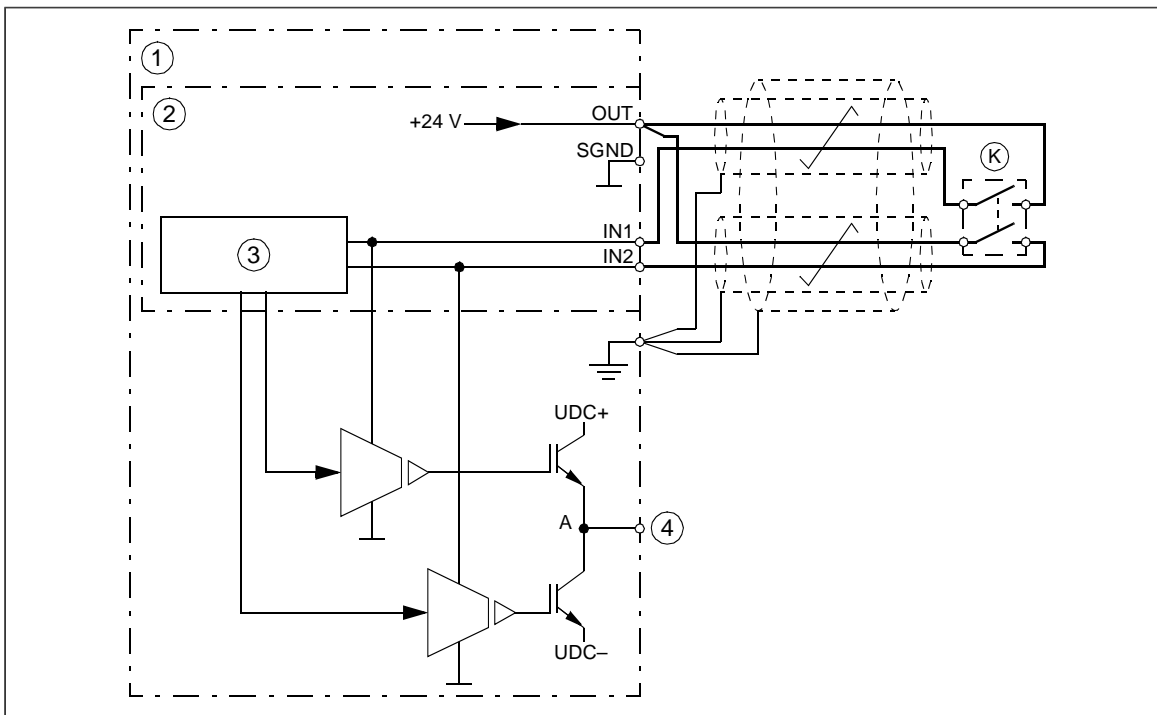 1
2
OUT
+24 V
SGND
K
IN1
3
IN2
UDC+
A
4
UDC–